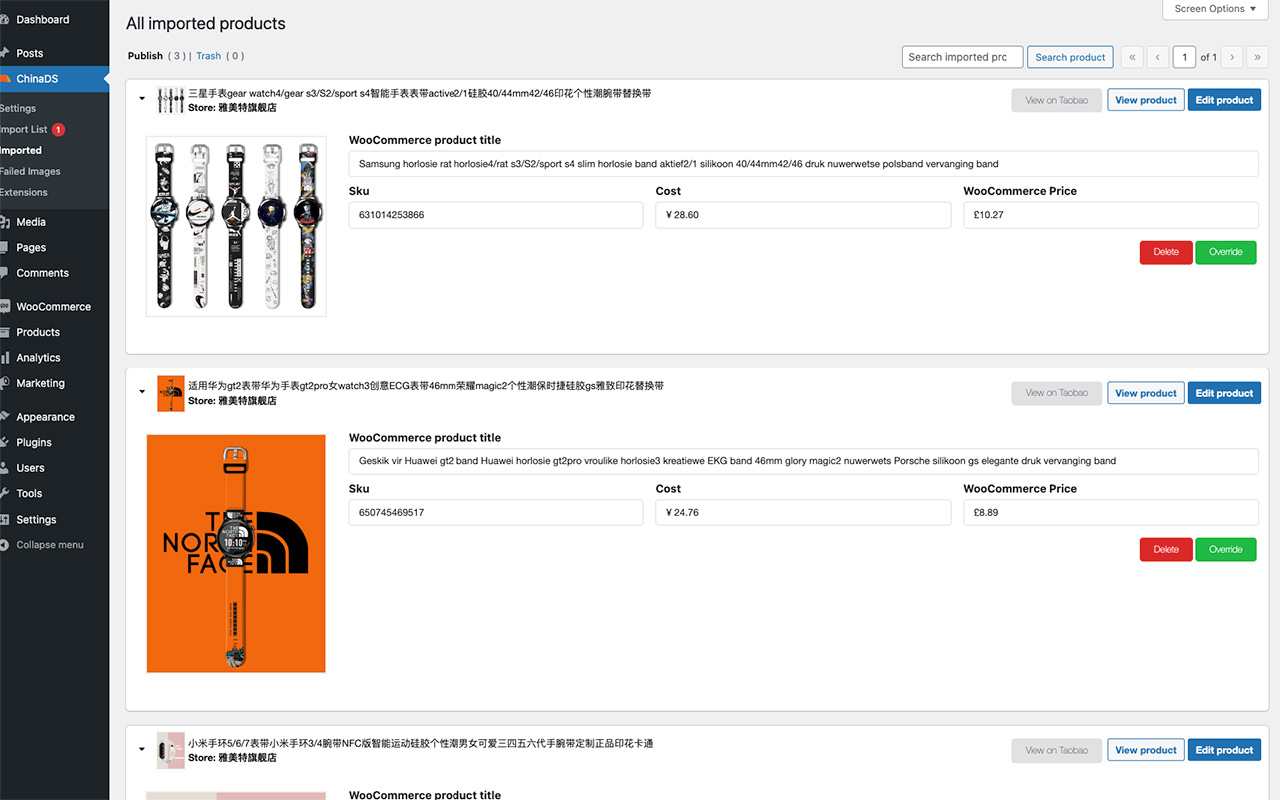 Dashboard
Posts
ChinaDS
Settings
Import List 1
Imported
Failed Images
Extensions
Media
Pages
Comments
WooCommerce
Products
Analytics
Marketing
Appearance
Plugins
Users
Tools
Settings
Collapse menu
Screen Options ▼
All imported products
Publish ( 3 ) | Trash ( 0 )
Search imported prc Search product « ‹ 1 of 1 › »
三星手表gear watch4/gear s3/S2/sport s4智能手表表带active2/1硅胶40/44mm42/46印花个性潮腕带替换带
Store: 雅美特旗舰店
View on Taobao View product Edit product
WooCommerce product title
Samsung horlosie rat horlosie4/rat s3/S2/sport s4 slim horlosie band aktief2/1 silikoon 40/44mm42/46 druk nuwerwetse polsband vervanging band
Sku Cost WooCommerce Price
631014253866 ¥ 28.60 £10.27
Delete Override
适用华为gt2表带华为手表gt2pro女watch3创意ECG表带46mm荣耀magic2个性潮保时捷硅胶gs雅致印花替换带
Store: 雅美特旗舰店
View on Taobao View product Edit product
THE
NORTH
FACE
THE
NORTH
FACE
10:10
WooCommerce product title
Geskik vir Huawei gt2 band Huawei horlosie gt2pro vroulike horlosie3 kreatiewe EKG band 46mm glory magic2 nuwerwets Porsche silikoon gs elegante druk vervanging band
Sku Cost WooCommerce Price
650745469517 ¥ 24.76 £8.89
Delete Override
小米手环5/6/7表带小米手环3/4腕带NFC版智能运动硅胶个性潮男女可爱三四五六代手腕带定制正品印花卡通
Store: 雅美特旗舰店
View on Taobao View product Edit product
WooCommerce product title